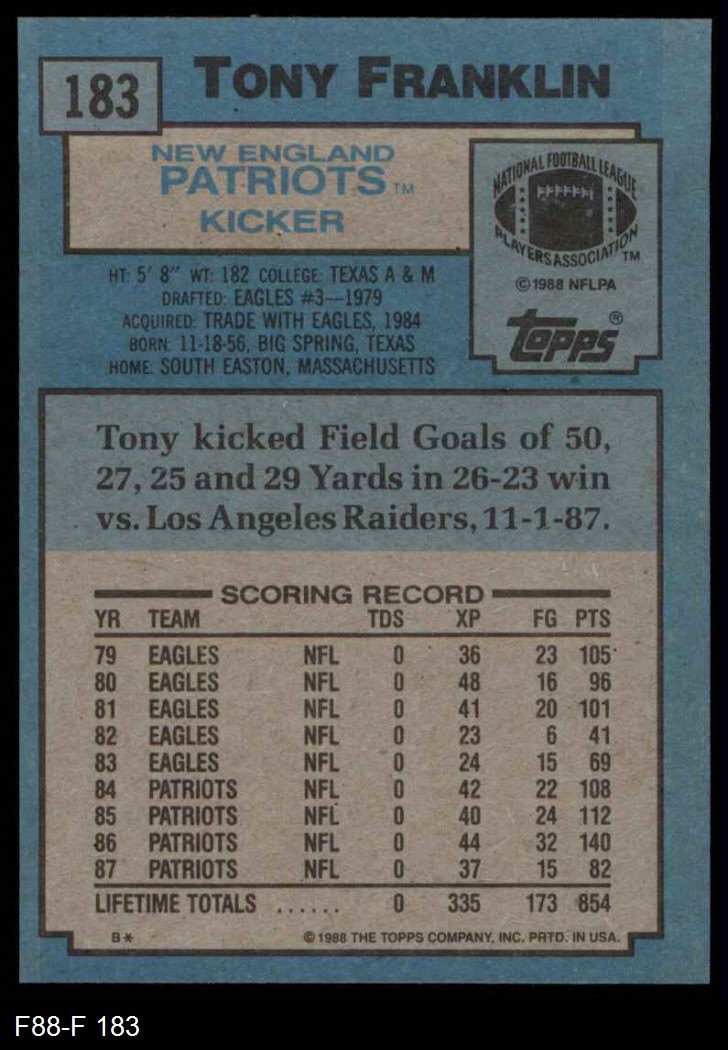 183
TONY FRANKLIN
NEW ENGLAND
PATRIOTS TM
KICKER
NATIONAL FOOTBALL LEAGUE
PLAYERS ASSOCIATION TM
© 1988 NFLPA
topps ®
HT: 5' 8" WT: 182 COLLEGE: TEXAS A & M
DRAFTED: EAGLES #3—1979
ACQUIRED: TRADE WITH EAGLES, 1984
BORN: 11-18-56, BIG SPRING, TEXAS
HOME: SOUTH EASTON, MASSACHUSETTS
Tony kicked Field Goals of 50,
27, 25 and 29 Yards in 26-23 win
vs. Los Angeles Raiders, 11-1-87.
SCORING RECORD
YR TEAM TDS XP FG PTS
79 EAGLES NFL 0 36 23 105
80 EAGLES NFL 0 48 16 96
81 EAGLES NFL 0 41 20 101
82 EAGLES NFL 0 23 6 41
83 EAGLES NFL 0 24 15 69
84 PATRIOTS NFL 0 42 22 108
85 PATRIOTS NFL 0 40 24 112
86 PATRIOTS NFL 0 44 32 140
87 PATRIOTS NFL 0 37 15 82
LIFETIME TOTALS ...... 0 335 173 854
B* © 1988 THE TOPPS COMPANY, INC. PRTD. IN USA.
F88-F 183